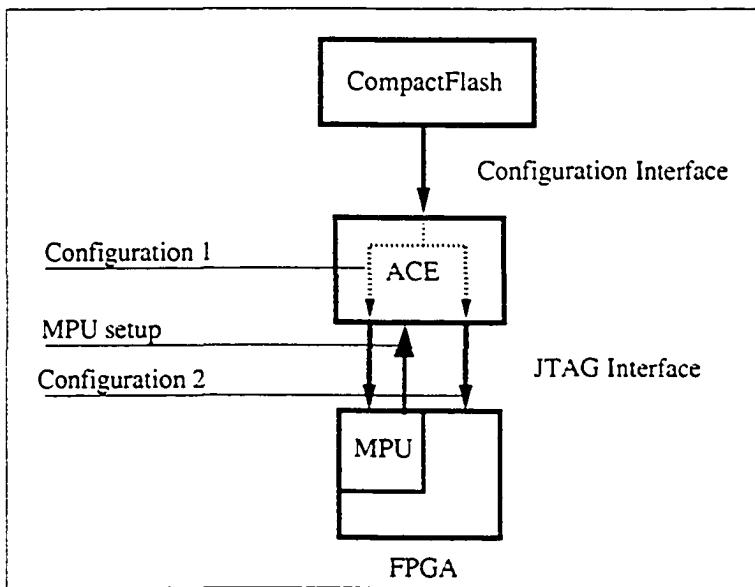 CompactFlash
Configuration Interface
Configuration 1
ACE
MPU setup
Configuration 2
JTAG Interface
MPU
FPGA